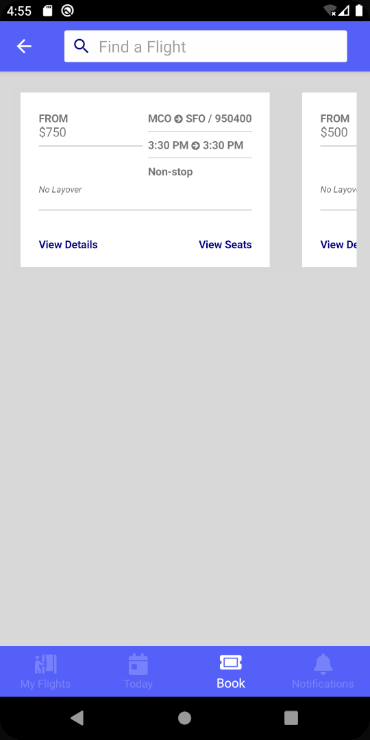 4:55
Find a Flight
FROM
$750
MCO SFO / 950400
3:30 PM 3:30 PM
Non-stop
No Layover
View Details
View Seats
FROM
$500
No Layov
View De
My Flights
Today
Book
Notifications